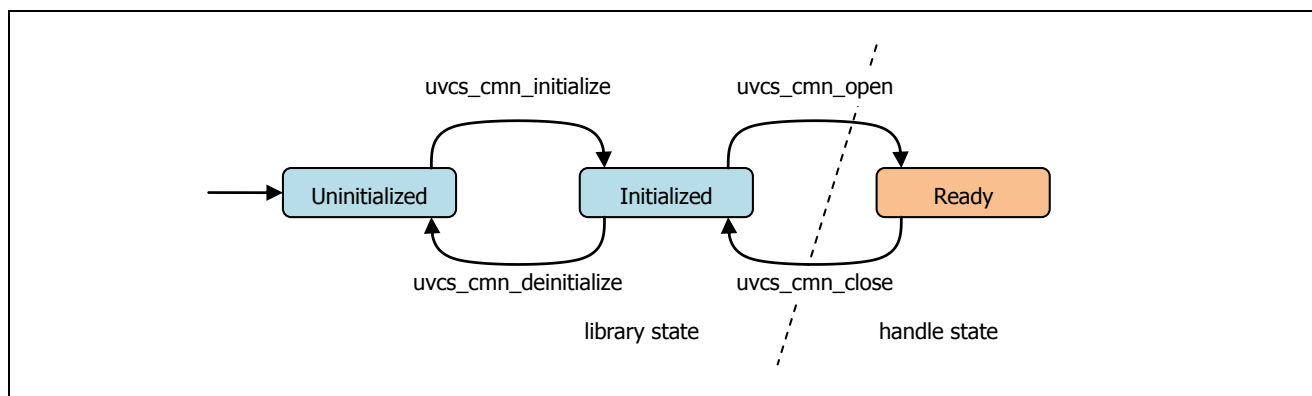 uvcs_cmn_initialize
uvcs_cmn_open
Uninitialized
Initialized
Ready
uvcs_cmn_deinitialize
uvcs_cmn_close
library state
handle state